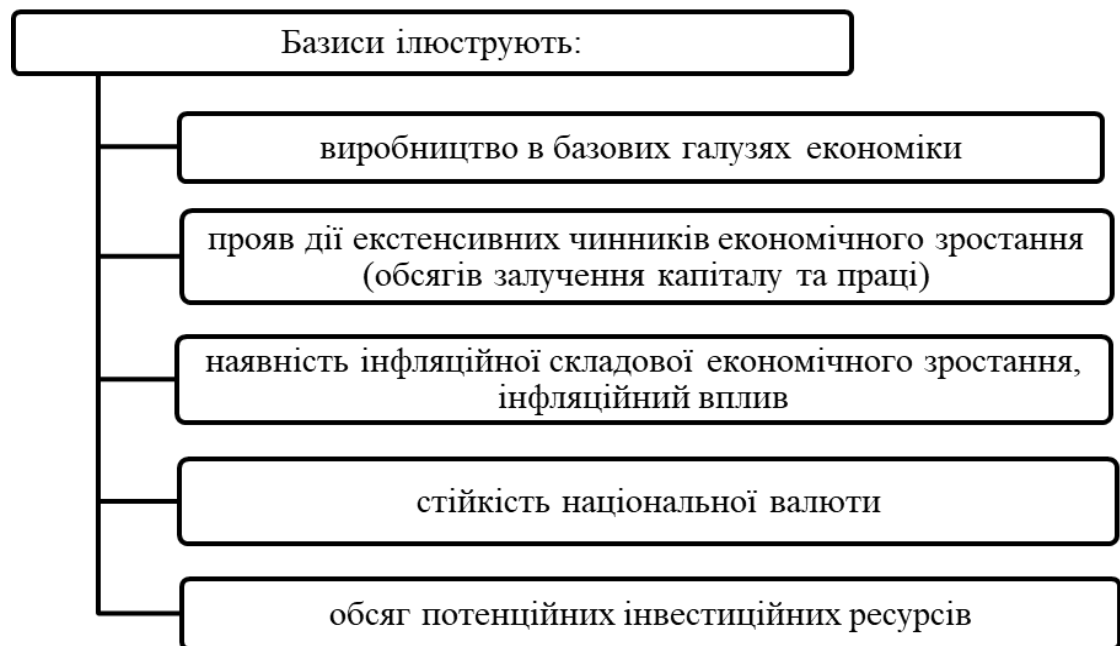 Базиси ілюструють:
виробництво в базових галузях економіки
прояв дії екстенсивних чинників економічного зростання
(обсягів залучення капіталу та праці)
наявність інфляційної складової економічного зростання,
інфляційний вплив
стійкість національної валюти
обсяг потенційних інвестиційних ресурсів